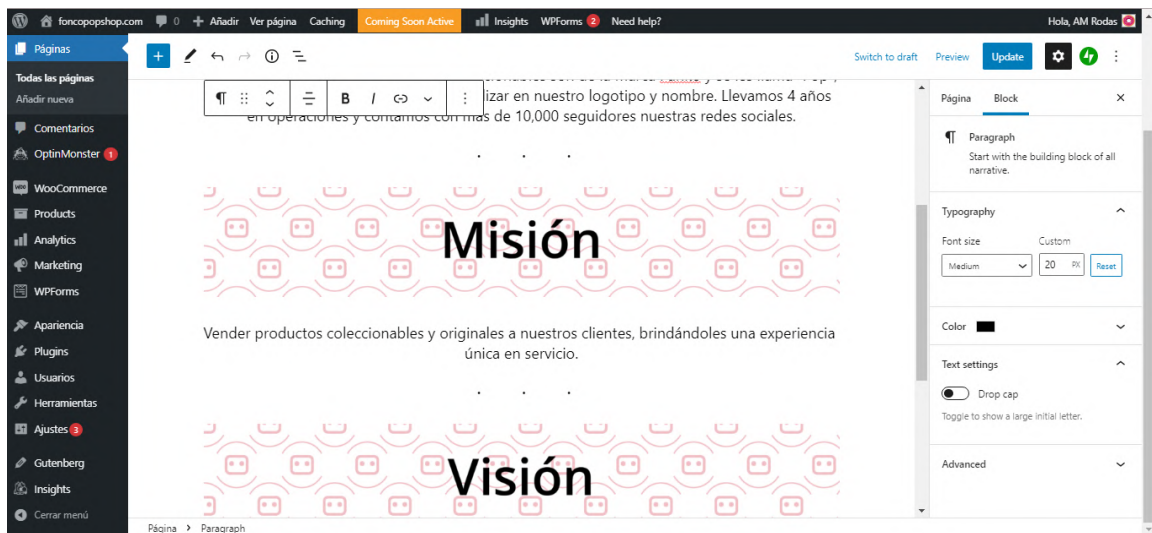 foncopopshop.com 0 + Añadir Ver página Caching Coming Soon Active Insights WPForms 2 Need help? Hola, AM Rodas
Páginas
Todas las páginas
Añadir nueva
Comentarios
OptinMonster 1
WooCommerce
Products
Analytics
Marketing
WPForms
Apariencia
Plugins
Usuarios
Herramientas
Ajustes 3
Gutenberg
Insights
Cerrar menú
Switch to draft Preview Update
B I
izar en nuestro logotipo y nombre. Llevamos 4 años
en operaciones y contamos con más de 10,000 seguidores nuestras redes sociales.
. . .
Misión
Vender productos coleccionables y originales a nuestros clientes, brindándoles una experiencia
única en servicio.
. . .
Visión
Página > Paragraph
Página Block
Paragraph
Start with the building block of all
narrative.
Typography
Font size Custom
Medium 20 PX Reset
Color
Text settings
Drop cap
Toggle to show a large initial letter.
Advanced